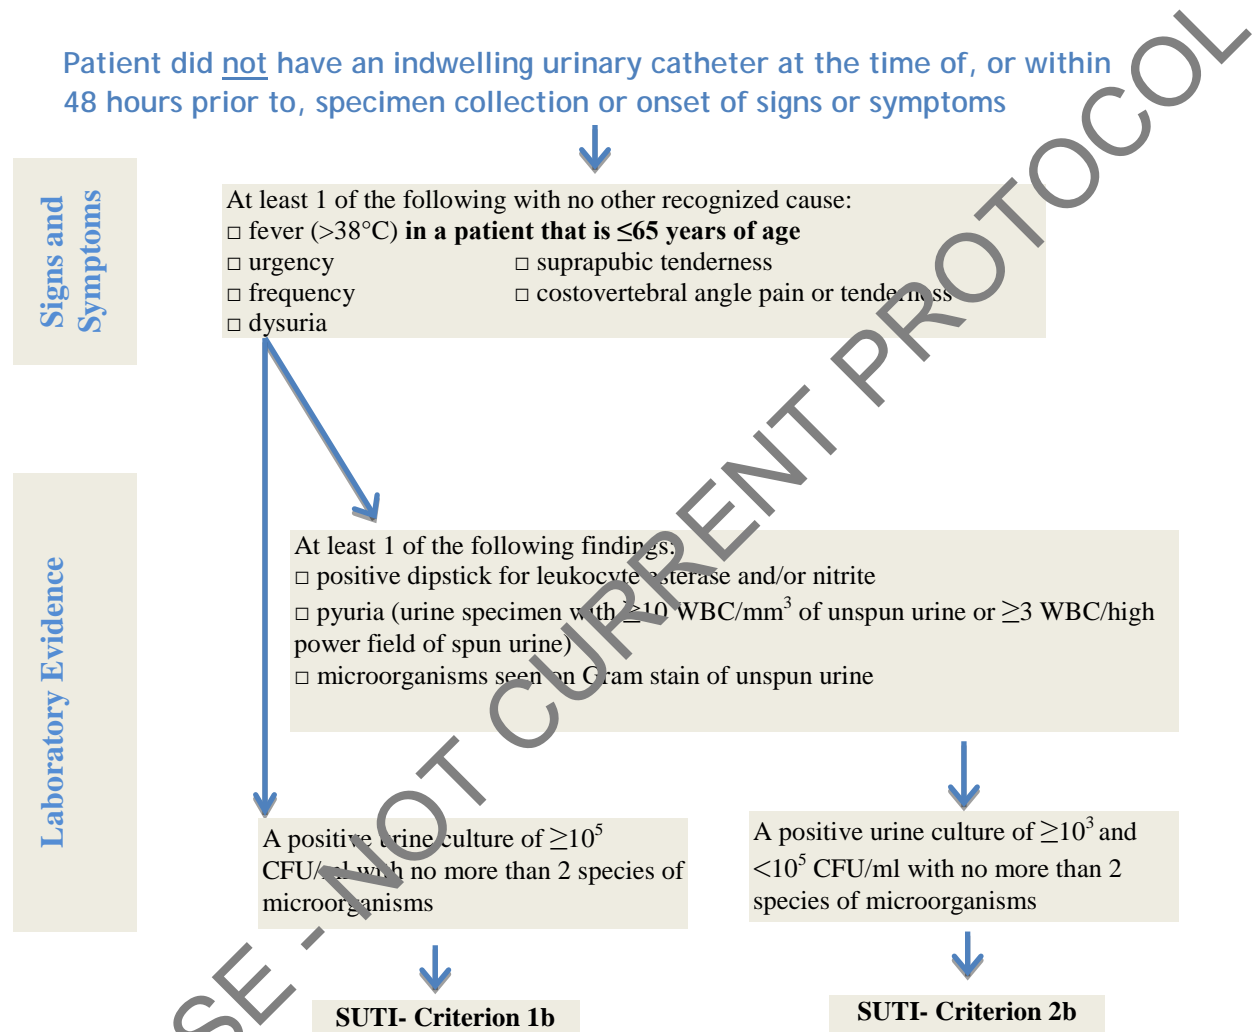 Patient did not have an indwelling urinary catheter at the time of, or within
48 hours prior to, specimen collection or onset of signs or symptoms
Signs and
Symptoms
At least 1 of the following with no other recognized cause:
□ fever (>38°C) in a patient that is ≤65 years of age
□ urgency □ suprapubic tenderness
□ frequency □ costovertebral angle pain or tenderness
□ dysuria
Laboratory Evidence
At least 1 of the following findings:
□ positive dipstick for leukocyte esterase and/or nitrite
□ pyuria (urine specimen with ≥10 WBC/mm³ of unspun urine or ≥3 WBC/high
power field of spun urine)
□ microorganisms seen on Gram stain of unspun urine
A positive urine culture of ≥10⁵
CFU/ml with no more than 2 species of
microorganisms
A positive urine culture of ≥10³ and
<10⁵ CFU/ml with no more than 2
species of microorganisms
SUTI- Criterion 1b
SUTI- Criterion 2b
SE - NOT CURRENT PROTOCOL